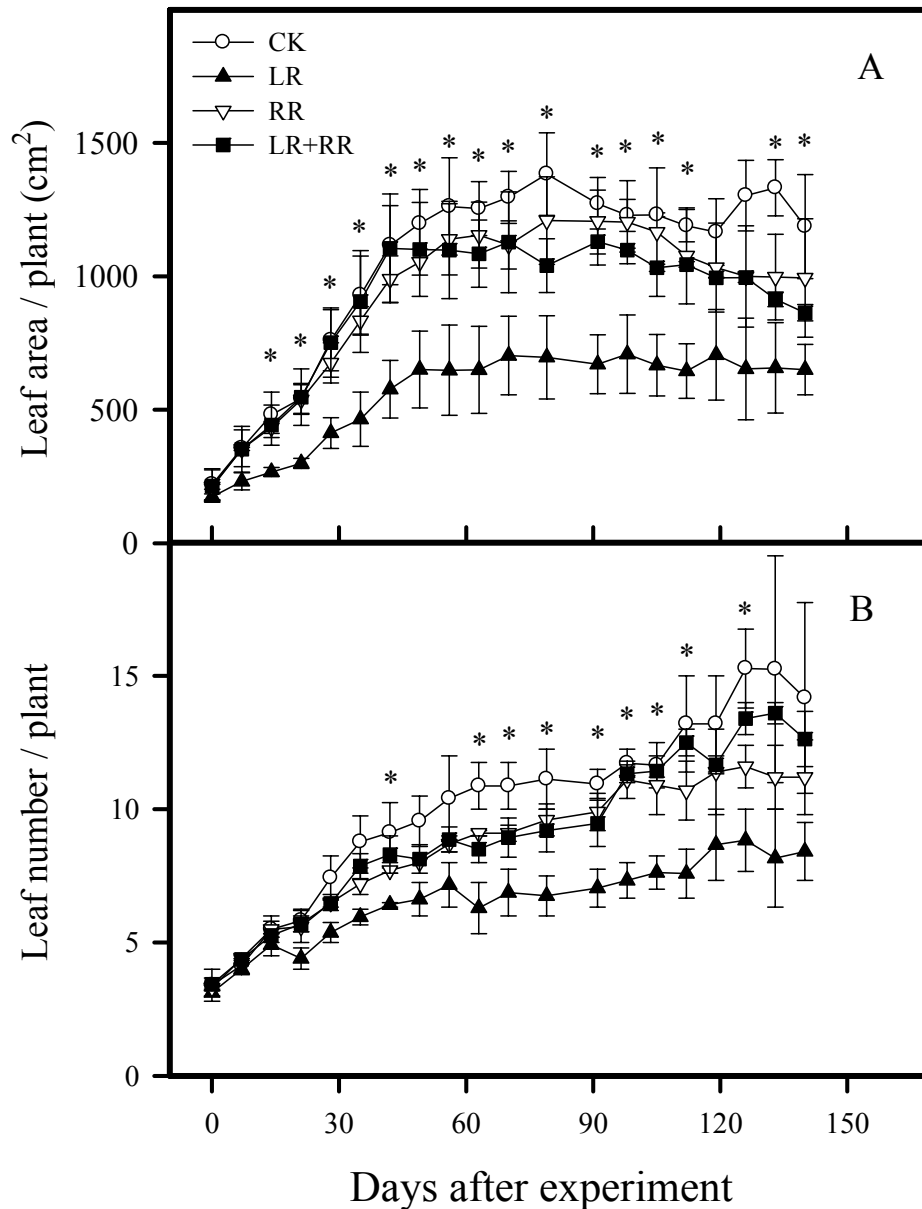 CK
LR
RR
LR+RR
A
* * * * * * * * * * * * * * * * *
1500
1000
500
0
Leaf area / plant (cm²)
B
* * * * * * * * *
15
10
5
0
Leaf number / plant
0 30 60 90 120 150
Days after experiment